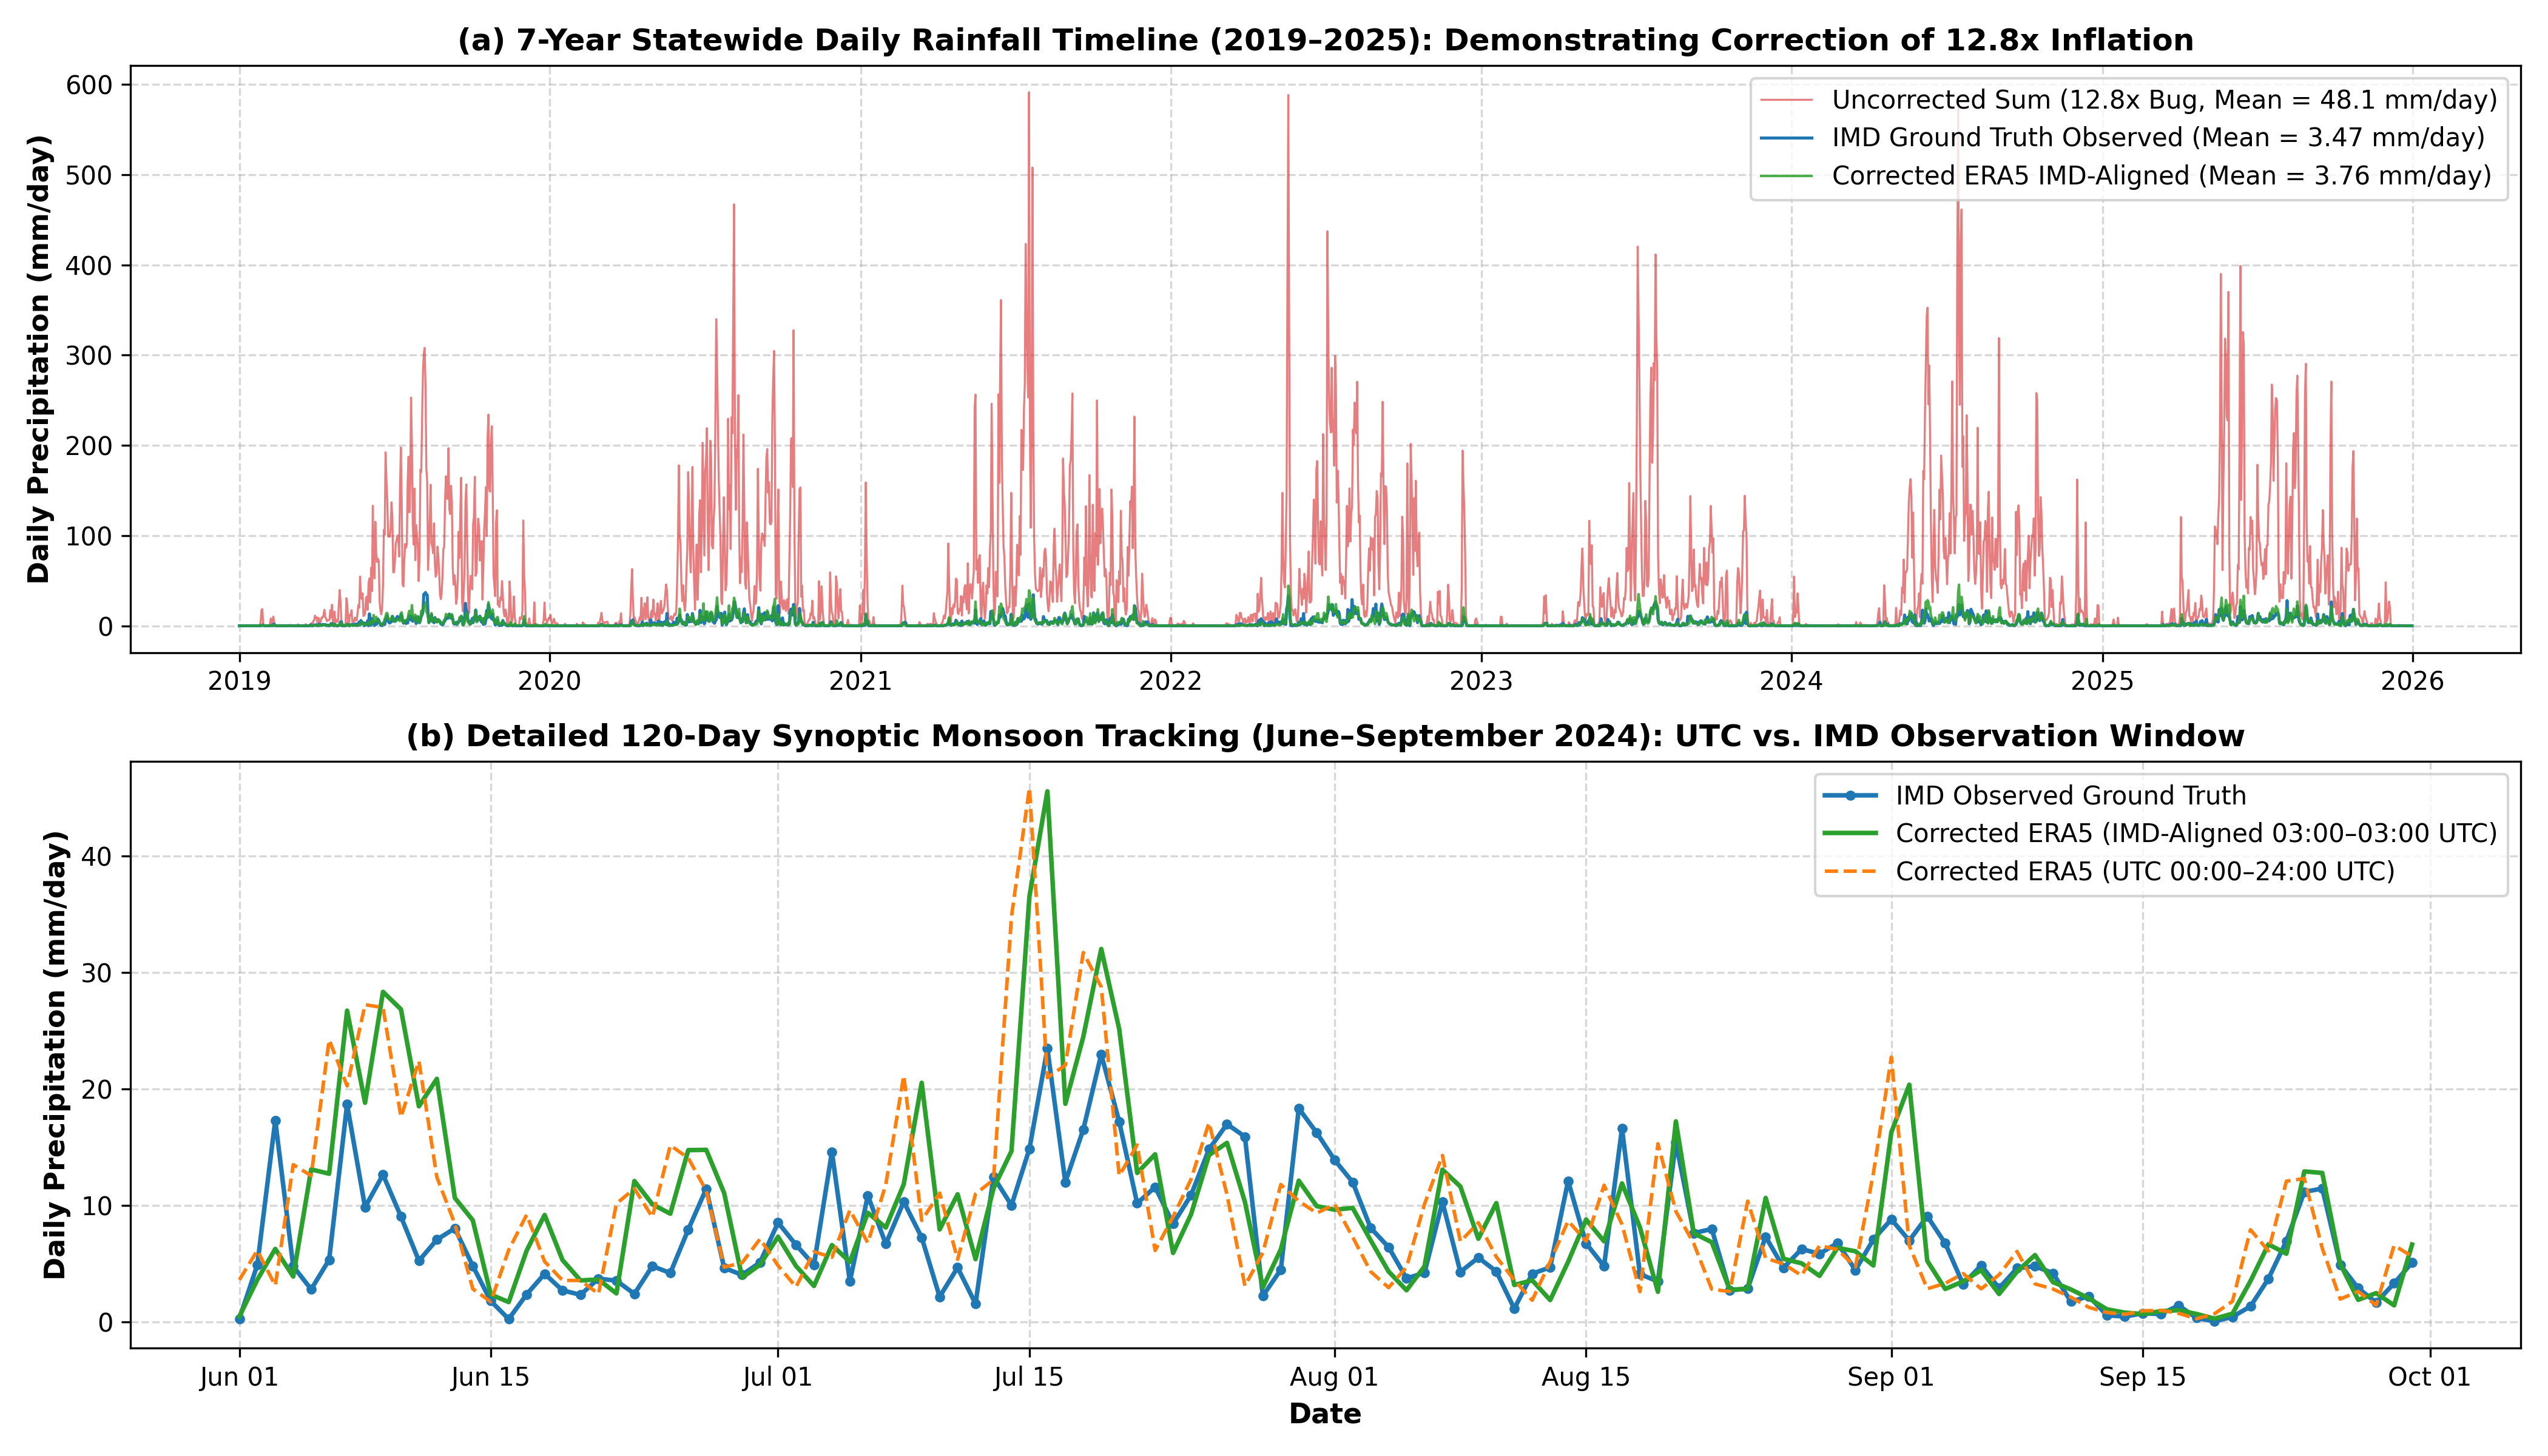 (a) 7-Year Statewide Daily Rainfall Timeline (2019–2025): Demonstrating Correction of 12.8x Inflation
Daily Precipitation (mm/day)
600
500
400
300
200
100
0
Uncorrected Sum (12.8x Bug, Mean = 48.1 mm/day)
IMD Ground Truth Observed (Mean = 3.47 mm/day)
Corrected ERA5 IMD-Aligned (Mean = 3.76 mm/day)
2019 2020 2021 2022 2023 2024 2025 2026
(b) Detailed 120-Day Synoptic Monsoon Tracking (June–September 2024): UTC vs. IMD Observation Window
Daily Precipitation (mm/day)
40
30
20
10
0
IMD Observed Ground Truth
Corrected ERA5 (IMD-Aligned 03:00–03:00 UTC)
Corrected ERA5 (UTC 00:00–24:00 UTC)
Jun 01 Jun 15 Jul 01 Jul 15 Aug 01 Aug 15 Sep 01 Sep 15 Oct 01
Date